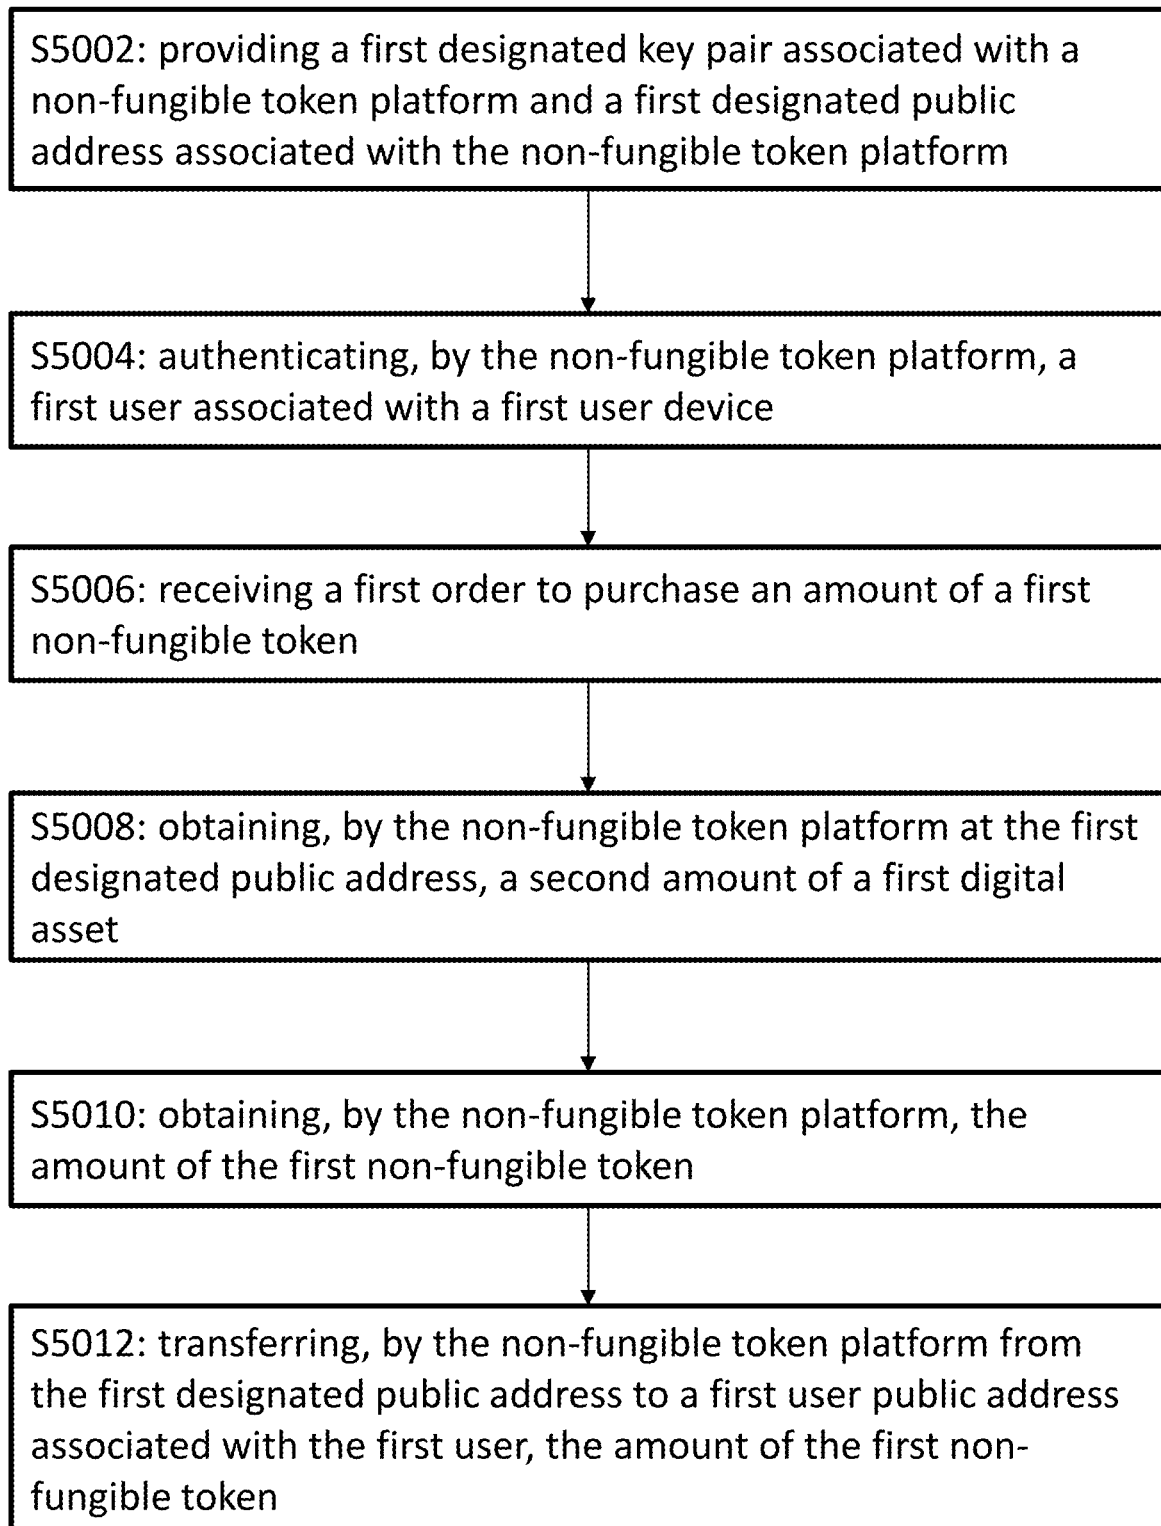 S5002: providing a first designated key pair associated with a
non-fungible token platform and a first designated public
address associated with the non-fungible token platform
S5004: authenticating, by the non-fungible token platform, a
first user associated with a first user device
S5006: receiving a first order to purchase an amount of a first
non-fungible token
S5008: obtaining, by the non-fungible token platform at the first
designated public address, a second amount of a first digital
asset
S5010: obtaining, by the non-fungible token platform, the
amount of the first non-fungible token
S5012: transferring, by the non-fungible token platform from
the first designated public address to a first user public address
associated with the first user, the amount of the first non-
fungible token